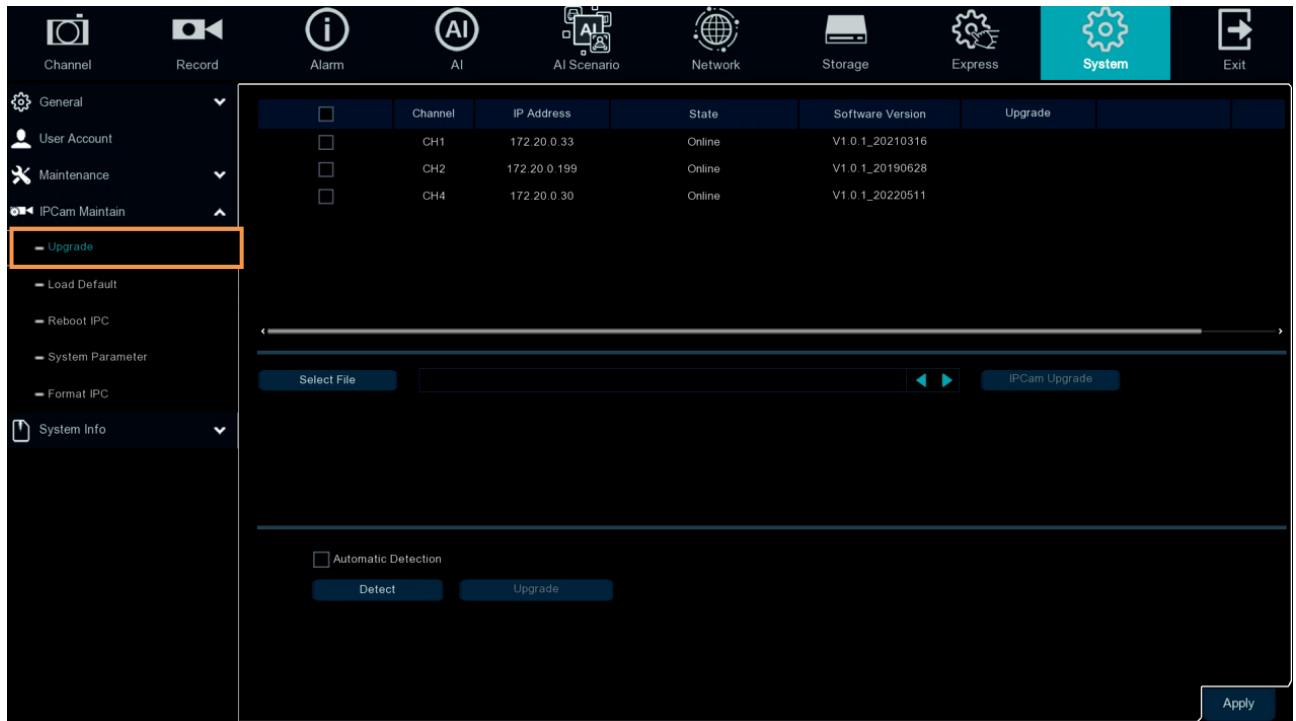 Channel Record Alarm AI AI Scenario Network Storage Express System Exit
General
User Account
Maintenance
IPCam Maintain
Upgrade
Load Default
Reboot IPC
System Parameter
Format IPC
System Info
Channel IP Address State Software Version Upgrade
CH1 172.20.0.33 Online V1.0.1_20210316
CH2 172.20.0.199 Online V1.0.1_20190628
CH4 172.20.0.30 Online V1.0.1_20220511
Select File IPCam Upgrade
Automatic Detection
Detect Upgrade
Apply